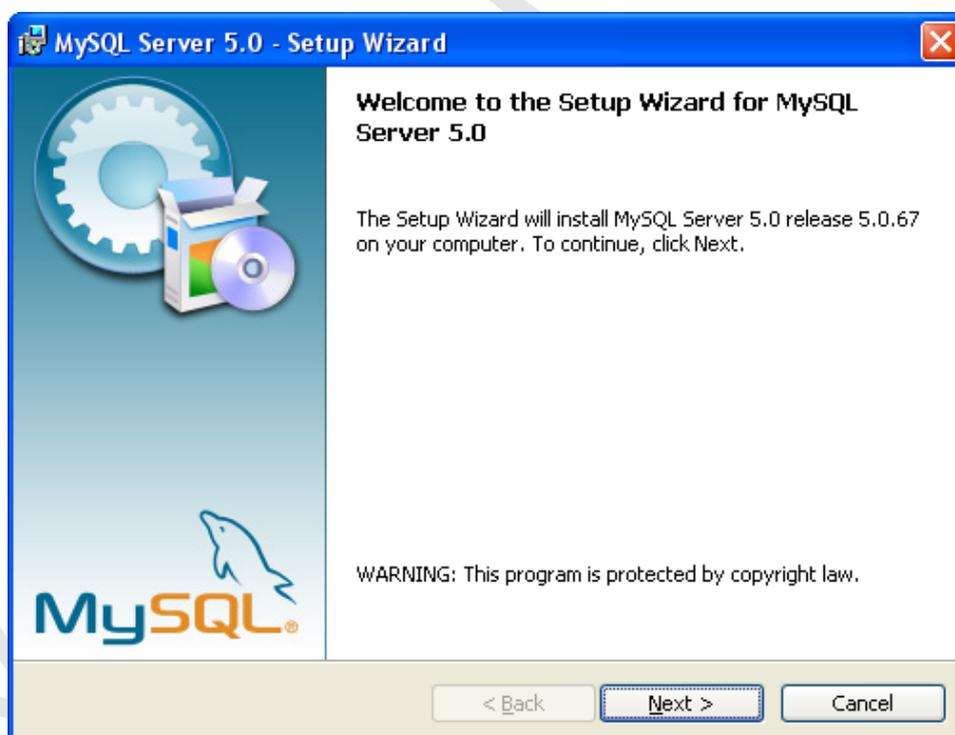 MySQL Server 5.0 - Setup Wizard
Welcome to the Setup Wizard for MySQL
Server 5.0
The Setup Wizard will install MySQL Server 5.0 release 5.0.67
on your computer. To continue, click Next.
WARNING: This program is protected by copyright law.
MySQL®
< Back
Next >
Cancel